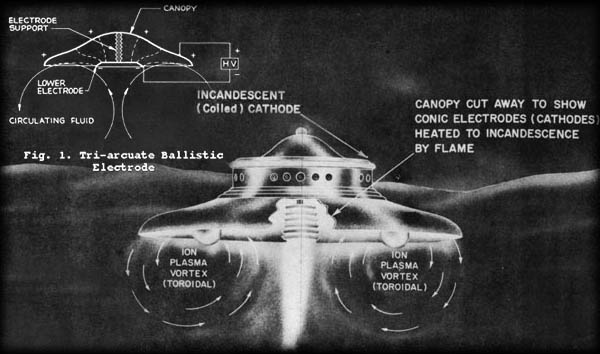 CANOPY
ELECTRODE
SUPPORT
+
+
+
+
+
H V
−
LOWER
ELECTRODE
CIRCULATING FLUID
Fig. 1. Tri-arcuate Ballistic
Electrode
INCANDESCENT
(Coiled) CATHODE
CANOPY CUT AWAY TO SHOW
CONIC ELECTRODES (CATHODES)
HEATED TO INCANDESCENCE
BY FLAME
ION
PLASMA
VORTEX
(TOROIDAL)
ION
PLASMA
VORTEX
(TOROIDAL)